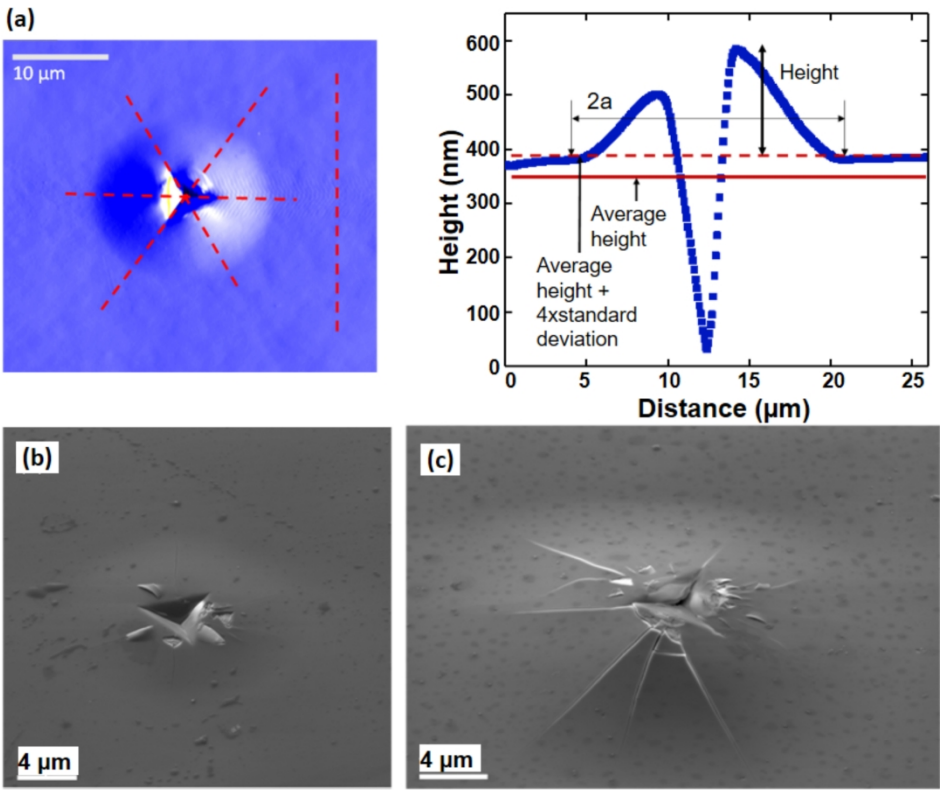 (a)
10 µm
600
500
400
300
200
100
0
Height (nm)
2a
Height
Average
height
Average
height +
4xstandard
deviation
0
5
10
15
20
25
Distance (µm)
(b)
4 µm
(c)
4 µm